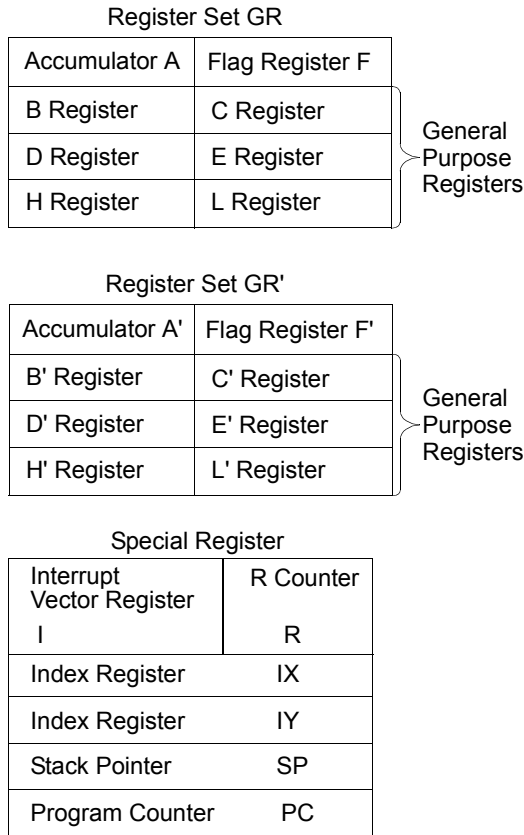 Register Set GR
Accumulator A Flag Register F
B Register C Register
D Register E Register
H Register L Register
General
Purpose
Registers
Register Set GR'
Accumulator A' Flag Register F'
B' Register C' Register
D' Register E' Register
H' Register L' Register
General
Purpose
Registers
Special Register
Interrupt
Vector Register
I
R Counter
R
Index Register IX
Index Register IY
Stack Pointer SP
Program Counter PC